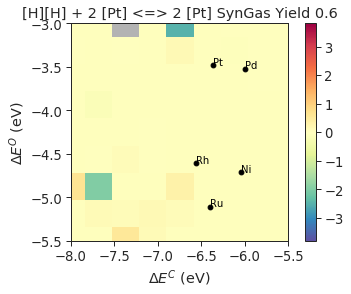 [H][H] + 2 [Pt] <=> 2 [Pt] SynGas Yield 0.6
−3.0
−3.5
−4.0
−4.5
−5.0
−5.5
ΔE^O (eV)
Pt
Pd
Rh
Ni
Ru
−8.0 −7.5 −7.0 −6.5 −6.0 −5.5
ΔE^C (eV)
3
2
1
0
−1
−2
−3